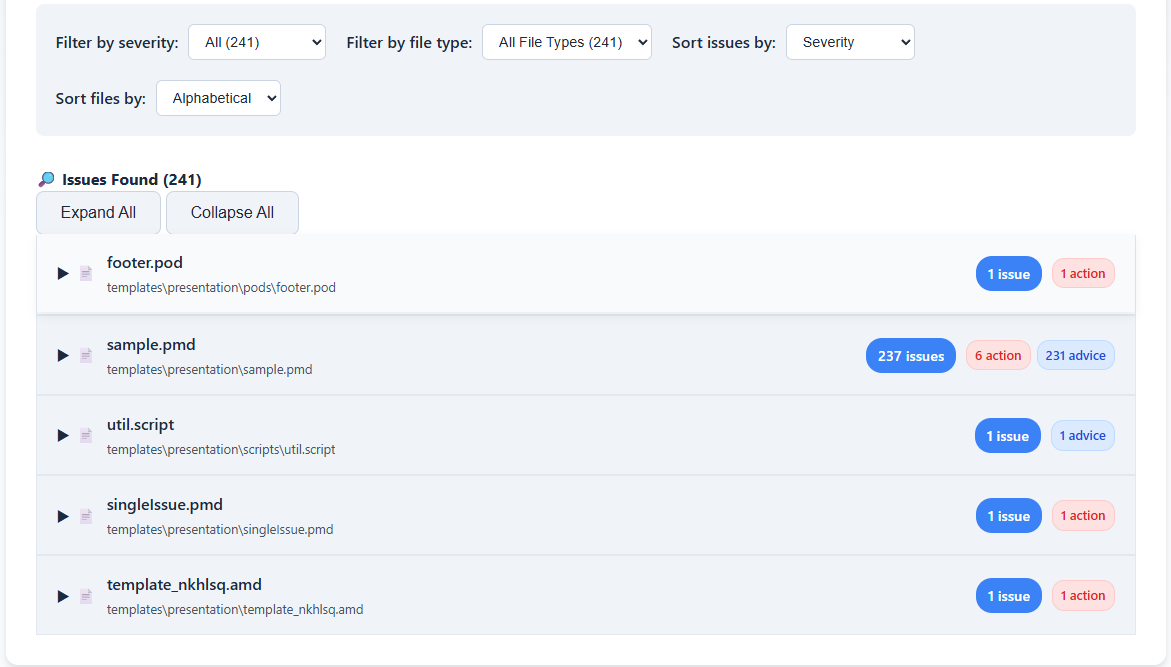 Filter by severity: All (241) Filter by file type: All File Types (241) Sort issues by: Severity
Sort files by: Alphabetical
Issues Found (241)
Expand All Collapse All
footer.pod
templates\presentation\pods\footer.pod
1 issue 1 action
sample.pmd
templates\presentation\sample.pmd
237 issues 6 action 231 advice
util.script
templates\presentation\scripts\util.script
1 issue 1 advice
singleIssue.pmd
templates\presentation\singleIssue.pmd
1 issue 1 action
template_nkhlsq.amd
templates\presentation\template_nkhlsq.amd
1 issue 1 action